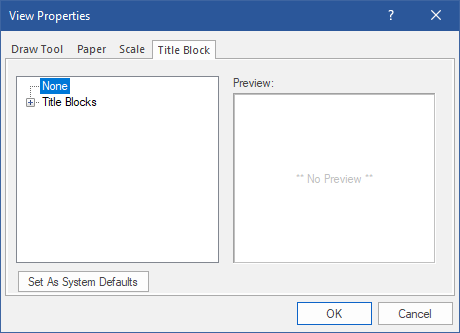 View Properties ?
Draw Tool Paper Scale Title Block
None
Title Blocks
Preview:
** No Preview **
Set As System Defaults
OK Cancel